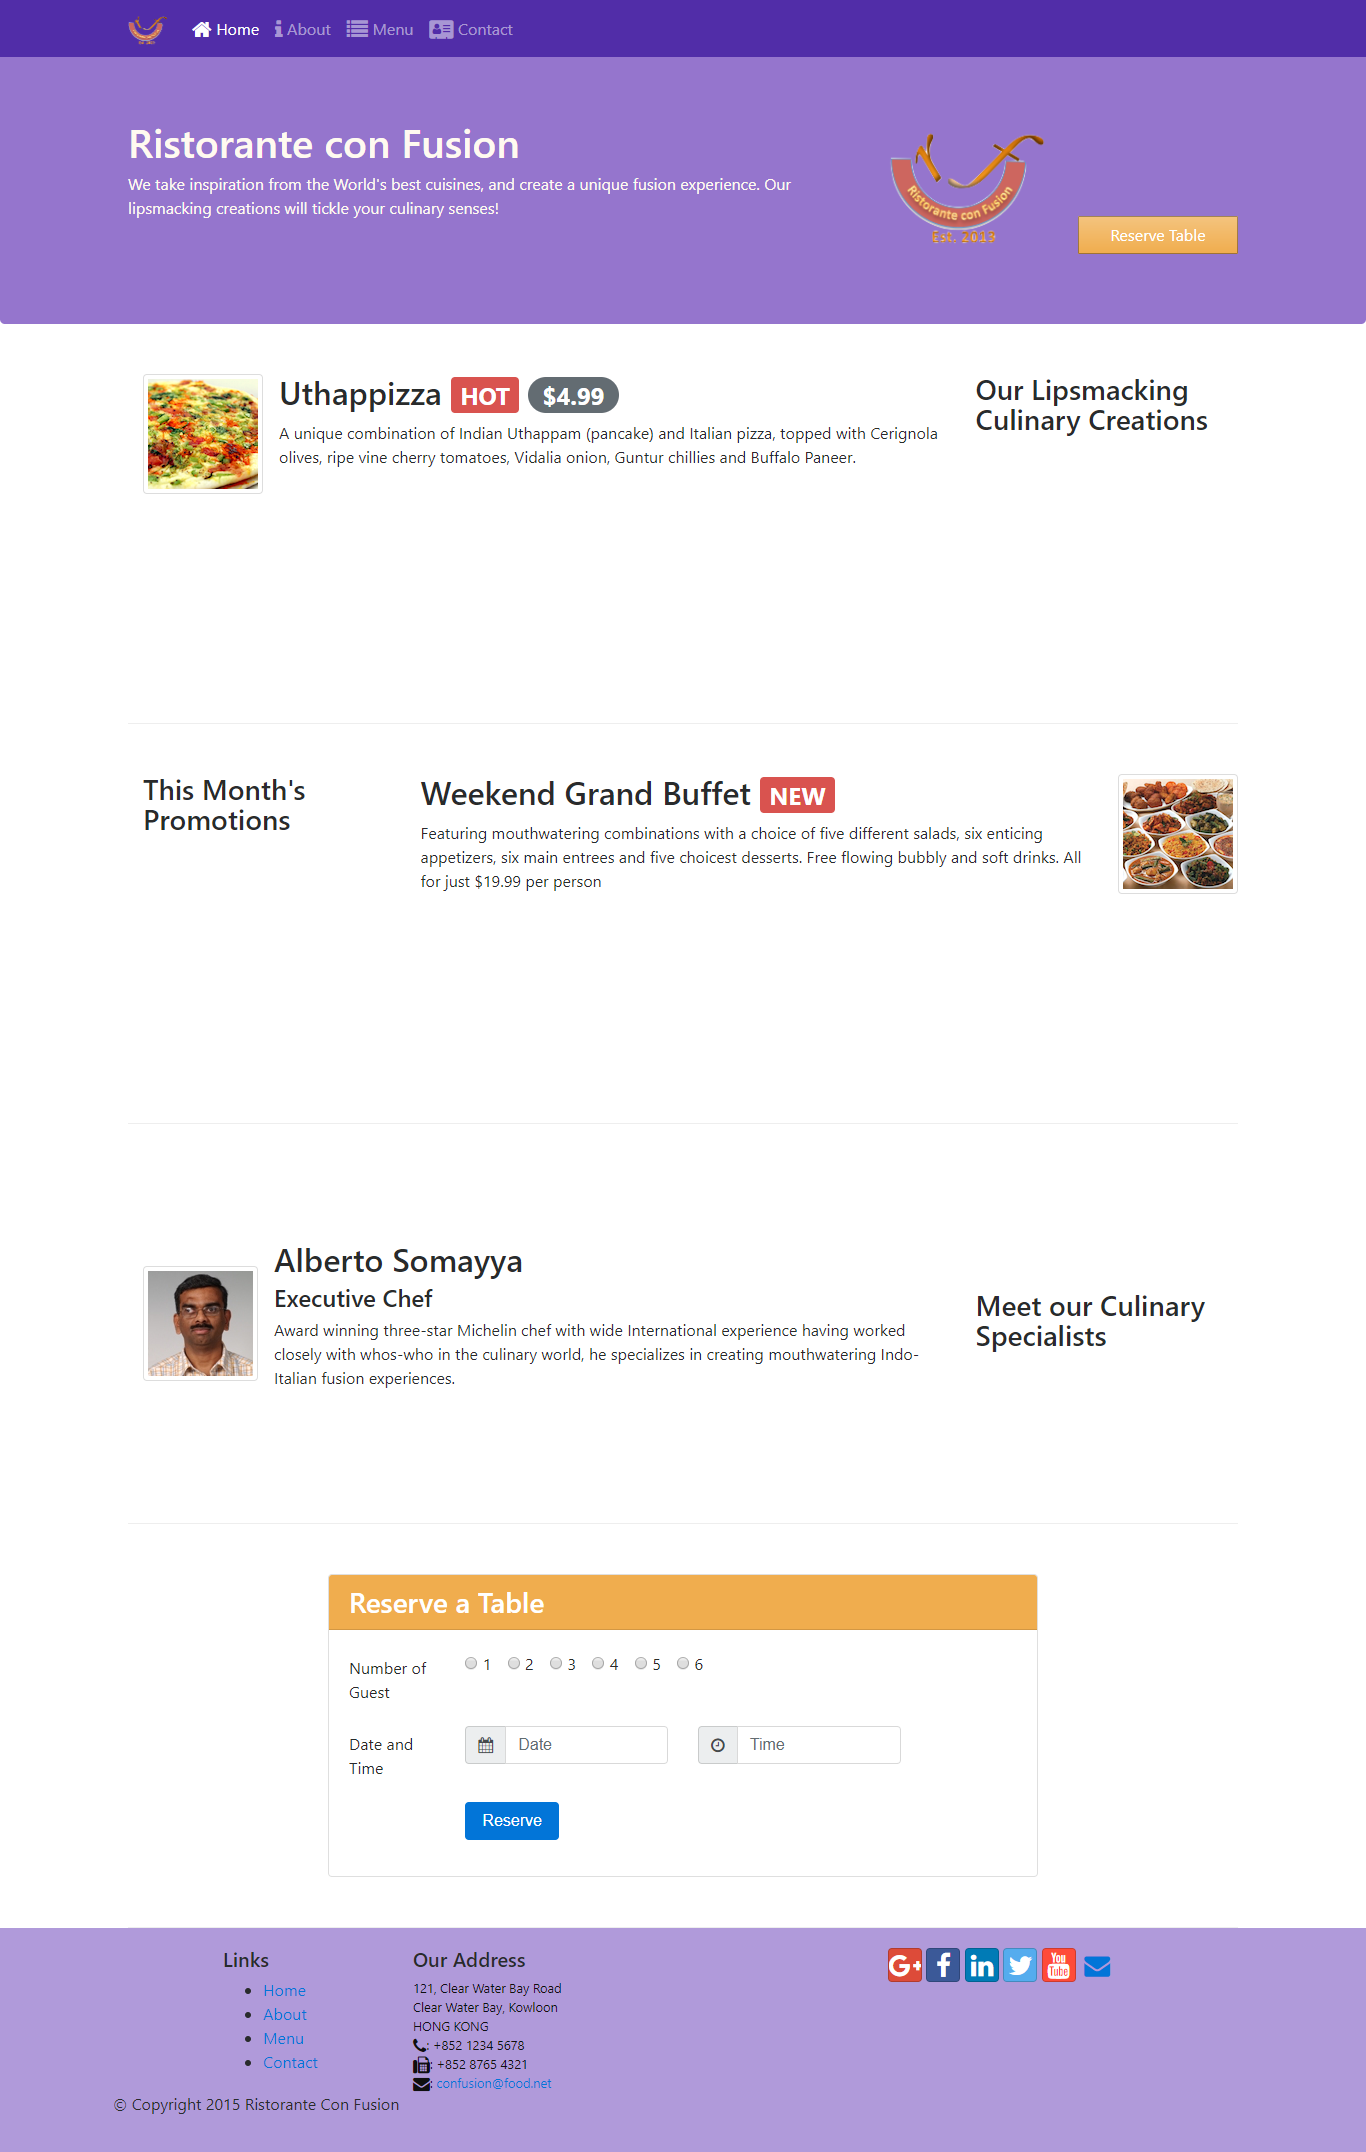 Home About Menu Contact
Ristorante con Fusion
We take inspiration from the World's best cuisines, and create a unique fusion experience. Our
lipsmacking creations will tickle your culinary senses!
Ristorante con Fusion
Est. 2013
Reserve Table
Uthappizza HOT $4.99
A unique combination of Indian Uthappam (pancake) and Italian pizza, topped with Cerignola
olives, ripe vine cherry tomatoes, Vidalia onion, Guntur chillies and Buffalo Paneer.
Our Lipsmacking
Culinary Creations
This Month's
Promotions
Weekend Grand Buffet NEW
Featuring mouthwatering combinations with a choice of five different salads, six enticing
appetizers, six main entrees and five choicest desserts. Free flowing bubbly and soft drinks. All
for just $19.99 per person
Alberto Somayya
Executive Chef
Award winning three-star Michelin chef with wide International experience having worked
closely with whos-who in the culinary world, he specializes in creating mouthwatering Indo-
Italian fusion experiences.
Meet our Culinary
Specialists
Reserve a Table
Number of
Guest
1 2 3 4 5 6
Date and
Time
Date
Time
Reserve
Links
Home
About
Menu
Contact
Our Address
121, Clear Water Bay Road
Clear Water Bay, Kowloon
HONG KONG
: +852 1234 5678
: +852 8765 4321
: confusion@food.net
G+ f in You Tube
© Copyright 2015 Ristorante Con Fusion